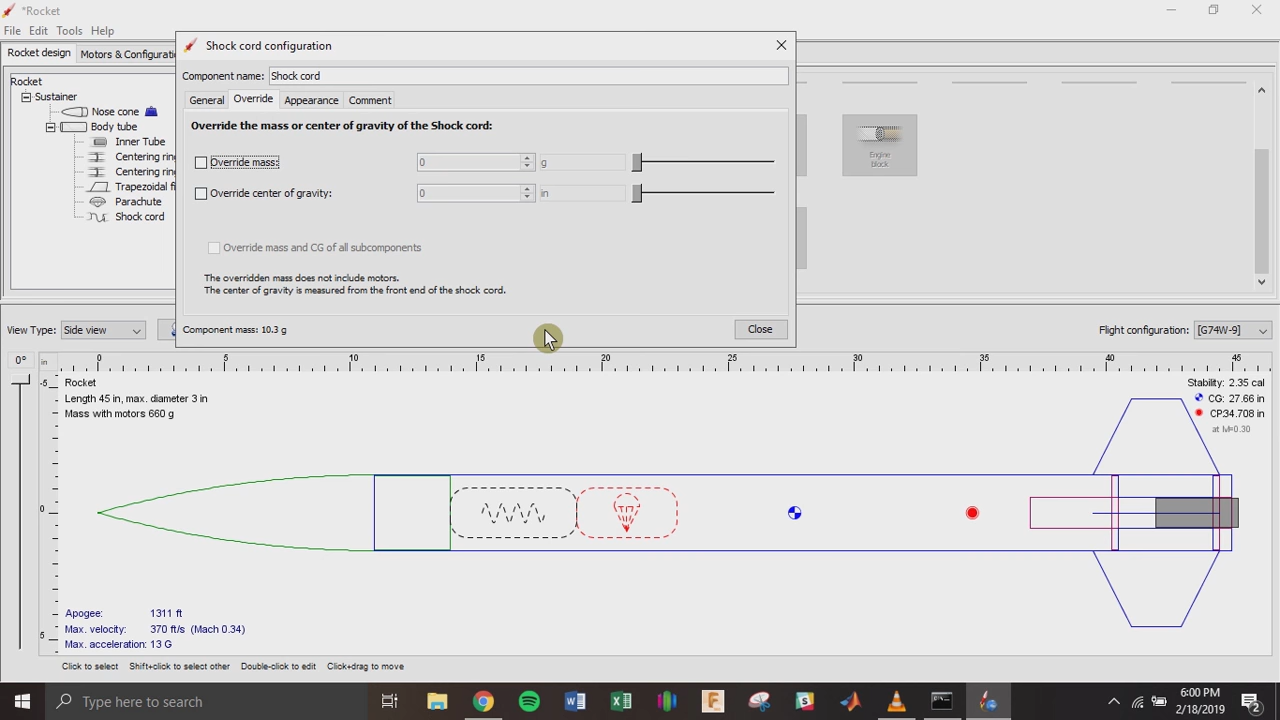 *Rocket
File Edit Tools Help
Rocket design Motors & Configurati
Shock cord configuration
Component name: Shock cord
General Override Appearance Comment
Override the mass or center of gravity of the Shock cord:
Override mass: 0 g
Override center of gravity: 0 in
Override mass and CG of all subcomponents
The overridden mass does not include motors.
The center of gravity is measured from the front end of the shock cord.
Component mass: 10.3 g Close
Rocket
Sustainer
Nose cone
Body tube
Inner Tube
Centering ring
Centering ring
Trapezoidal fi
Parachute
Shock cord
Engine
block
View Type: Side view Flight configuration: [G74W-9]
0° in 0 5 10 15 20 25 30 35 40 45
-5 0 5
Rocket
Length 45 in, max. diameter 3 in
Mass with motors 660 g
Stability: 2.35 cal
CG: 27.66 in
CP:34.708 in
at M=0.30
Apogee: 1311 ft
Max. velocity: 370 ft/s (Mach 0.34)
Max. acceleration: 13 G
Click to select Shift+click to select other Double-click to edit Click+drag to move
Type here to search
6:00 PM
2/18/2019
2